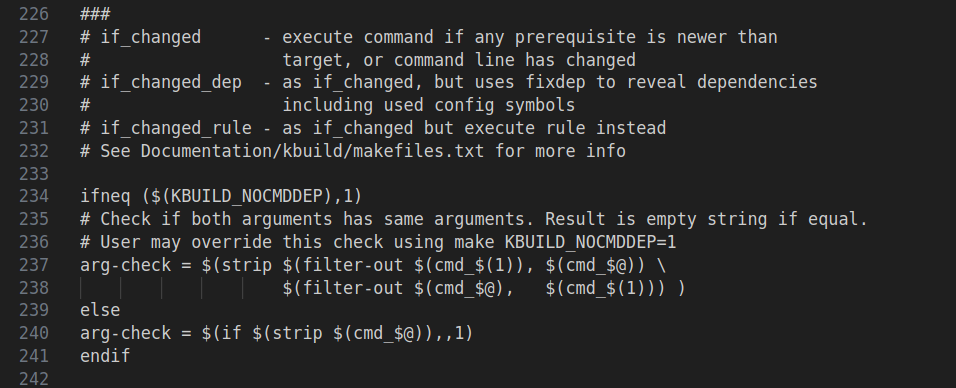 226 ###
227 # if_changed      - execute command if any prerequisite is newer than
228 #                   target, or command line has changed
229 # if_changed_dep  - as if_changed, but uses fixdep to reveal dependencies
230 #                   including used config symbols
231 # if_changed_rule - as if_changed but execute rule instead
232 # See Documentation/kbuild/makefiles.txt for more info
233
234 ifneq ($(KBUILD_NOCMDDEP),1)
235 # Check if both arguments has same arguments. Result is empty string if equal.
236 # User may override this check using make KBUILD_NOCMDDEP=1
237 arg-check = $(strip $(filter-out $(cmd_$(1)), $(cmd_$@)) \
238                     $(filter-out $(cmd_$@),   $(cmd_$(1))) )
239 else
240 arg-check = $(if $(strip $(cmd_$@)),,1)
241 endif
242